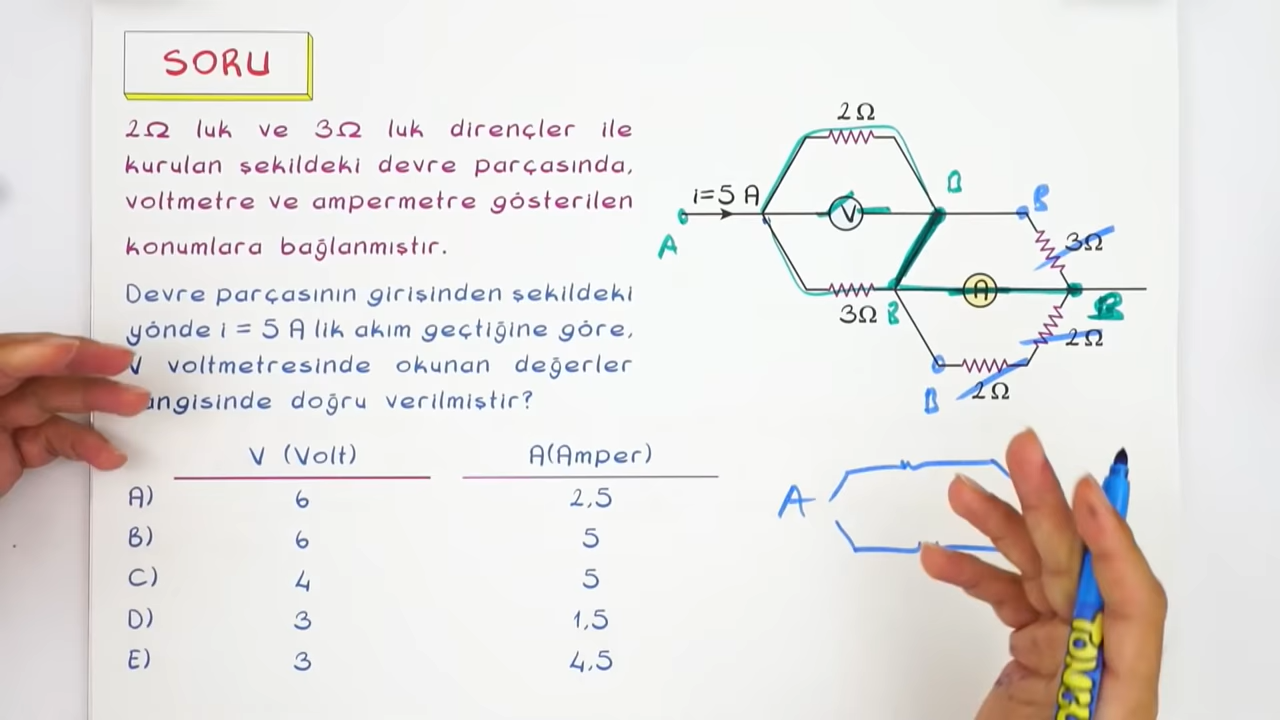 SORU
2Ω luk ve 3Ω luk dirençler ile
kurulan şekildeki devre parçasında,
voltmetre ve ampermetre gösterilen
konumlara bağlanmıştır.
Devre parçasının girişinden şekildeki
yönde i = 5 A lik akım geçtiğine göre,
V voltmetresinde okunan değerler
doğru verilmiştir?
V (Volt) A(Amper)
A) 6 2,5
B) 6 5
C) 4 5
D) 3 1,5
E) 3 4,5
2Ω
i=5 A
V
B
A
3Ω
A
3Ω
B
B
2Ω
B
2Ω
A